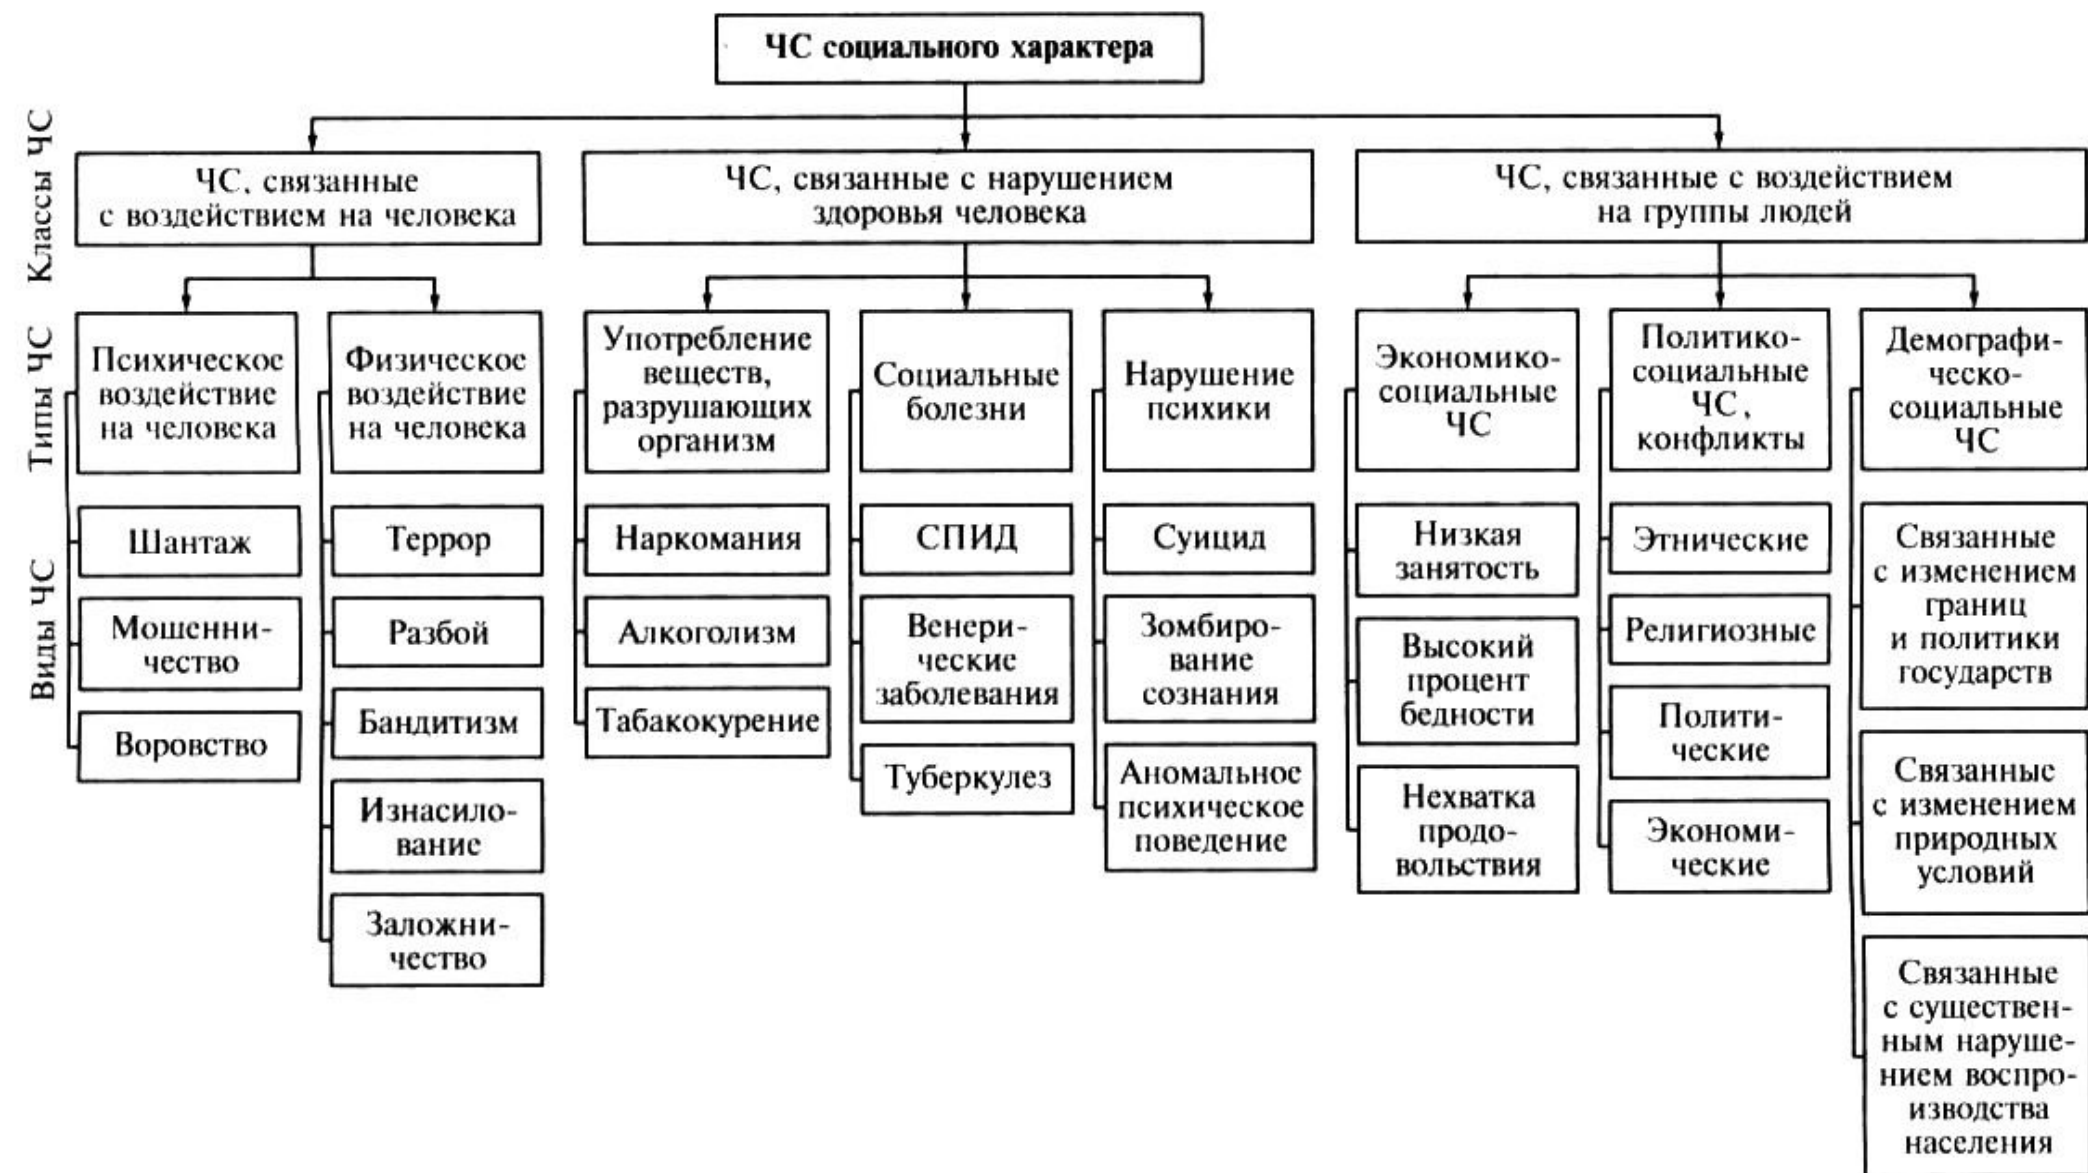 ЧС социального характера
Классы ЧС
ЧС, связанные
с воздействием на человека
ЧС, связанные с нарушением
здоровья человека
ЧС, связанные с воздействием
на группы людей
Типы ЧС
Психическое
воздействие
на человека
Физическое
воздействие
на человека
Употребление
веществ,
разрушающих
организм
Социальные
болезни
Нарушение
психики
Экономико-
социальные
ЧС
Политико-
социальные
ЧС,
конфликты
Демографи-
ческо-
социальные
ЧС
Виды ЧС
Шантаж
Мошенни-
чество
Воровство
Террор
Разбой
Бандитизм
Изнасило-
вание
Заложни-
чество
Наркомания
Алкоголизм
Табакокурение
СПИД
Венери-
ческие
заболевания
Туберкулез
Суицид
Зомбиро-
вание
сознания
Аномальное
психическое
поведение
Низкая
занятость
Высокий
процент
бедности
Нехватка
продо-
вольствия
Этнические
Религиозные
Полити-
ческие
Экономи-
ческие
Связанные
с изменением
границ
и политики
государств
Связанные
с изменением
природных
условий
Связанные
с существен-
ным наруше-
нием воспро-
изводства
населения